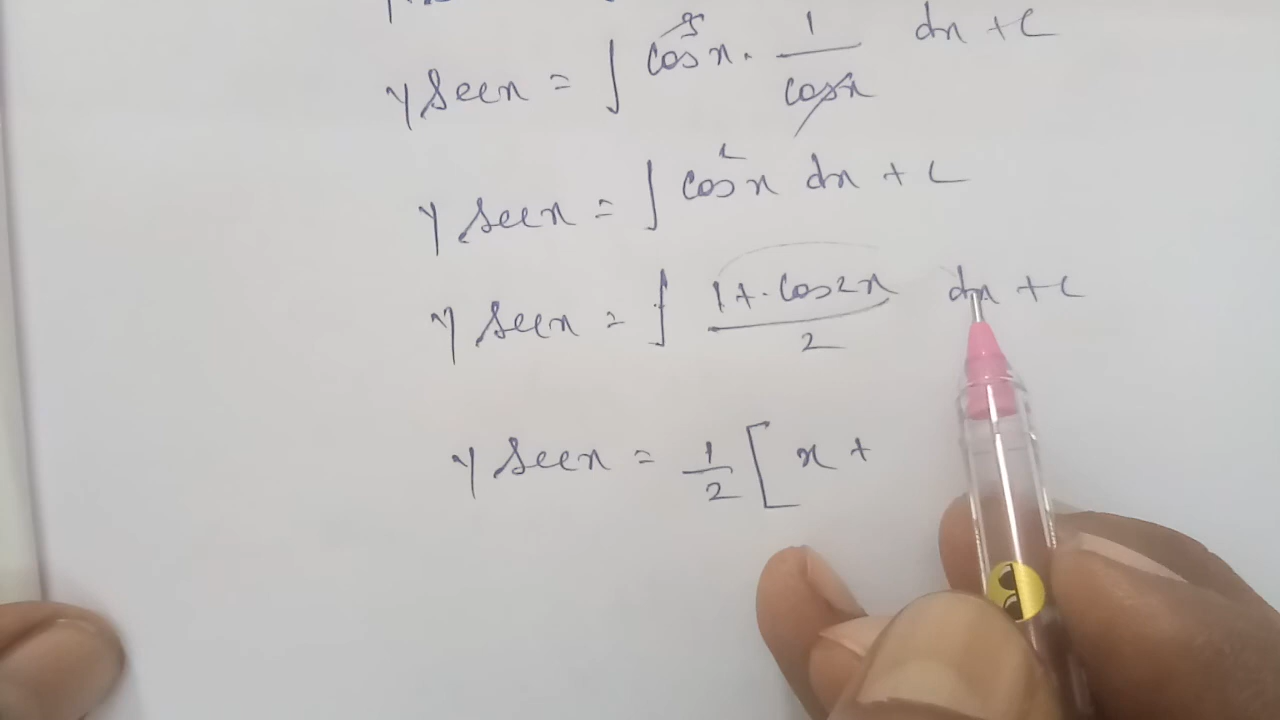 y secx = ∫ cos³x · 1/cosx dx + c
y secx = ∫ cos²x dx + c
y secx = ∫ (1 + cos2x)/2 dx + c
y secx = 1/2 [ x +